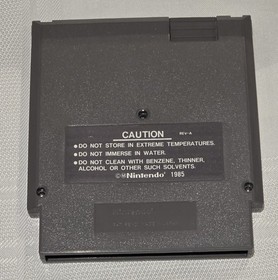 CAUTION REV-A
● DO NOT STORE IN EXTREME TEMPERATURES.
● DO NOT IMMERSE IN WATER.
● DO NOT CLEAN WITH BENZENE, THINNER,
ALCOHOL OR OTHER SUCH SOLVENTS.
©Nintendo® 1985